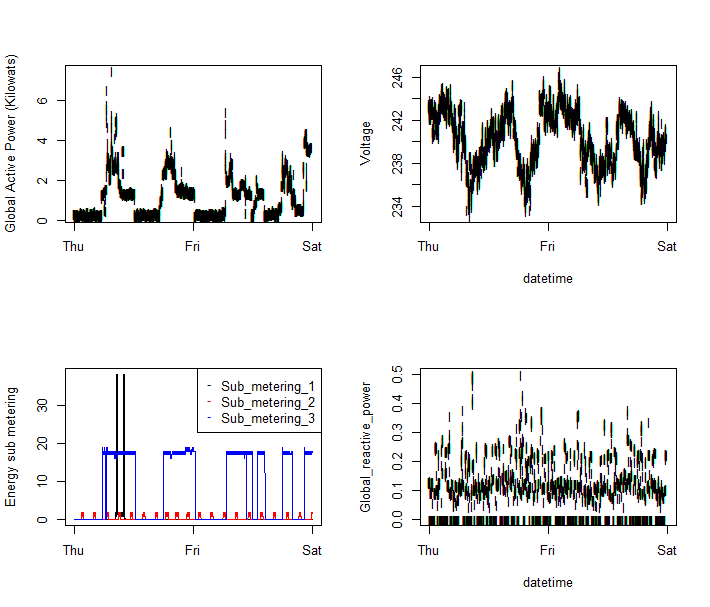 Global Active Power (Kilowats)
0 2 4 6
Thu Fri Sat
Voltage
234 238 242 246
Thu Fri Sat
datetime
Energy sub metering
0 10 20 30
Sub_metering_1
Sub_metering_2
Sub_metering_3
Thu Fri Sat
Global_reactive_power
0.0 0.1 0.2 0.3 0.4 0.5
Thu Fri Sat
datetime